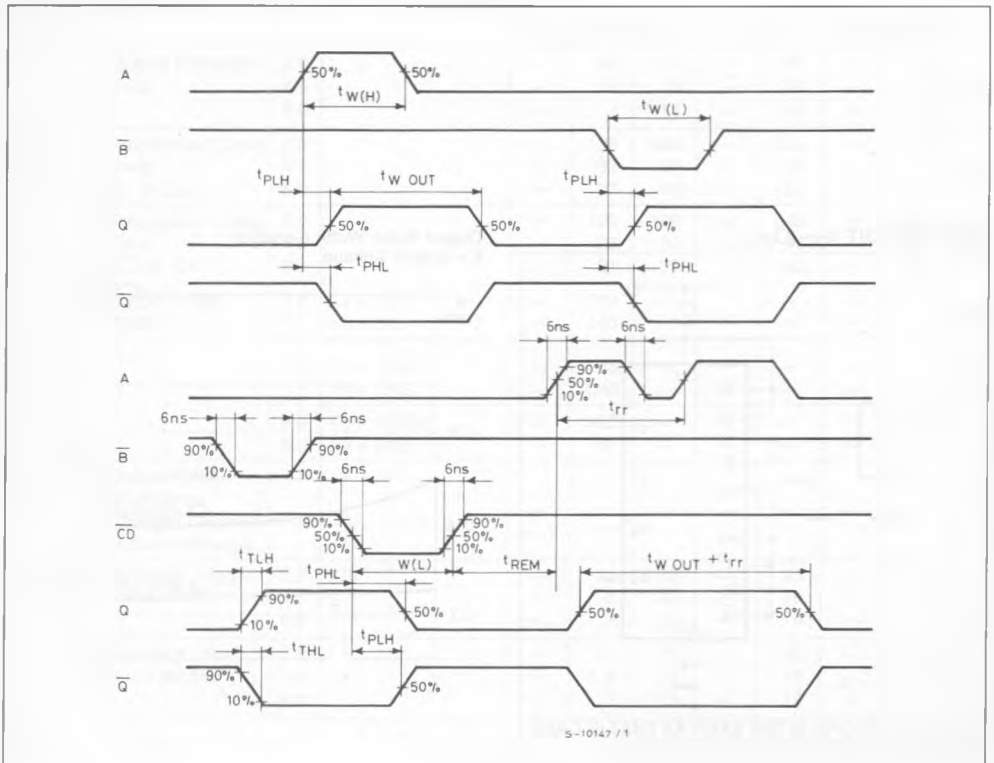 A
50%
tW(H)
B
tW(L)
tPLH
tW OUT
tPLH
Q
50%
50%
50%
tPHL
tPHL
Q
6ns
6ns
A
90%
50%
10%
trr
6ns
6ns
B
90%
90%
10%
10%
6ns
6ns
CD
90%
90%
50%
50%
10%
10%
W(L)
tREM
tW OUT + trr
tTLH
tPHL
Q
90%
10%
50%
50%
50%
tTHL
tPLH
Q
90%
10%
50%
S-10147/1